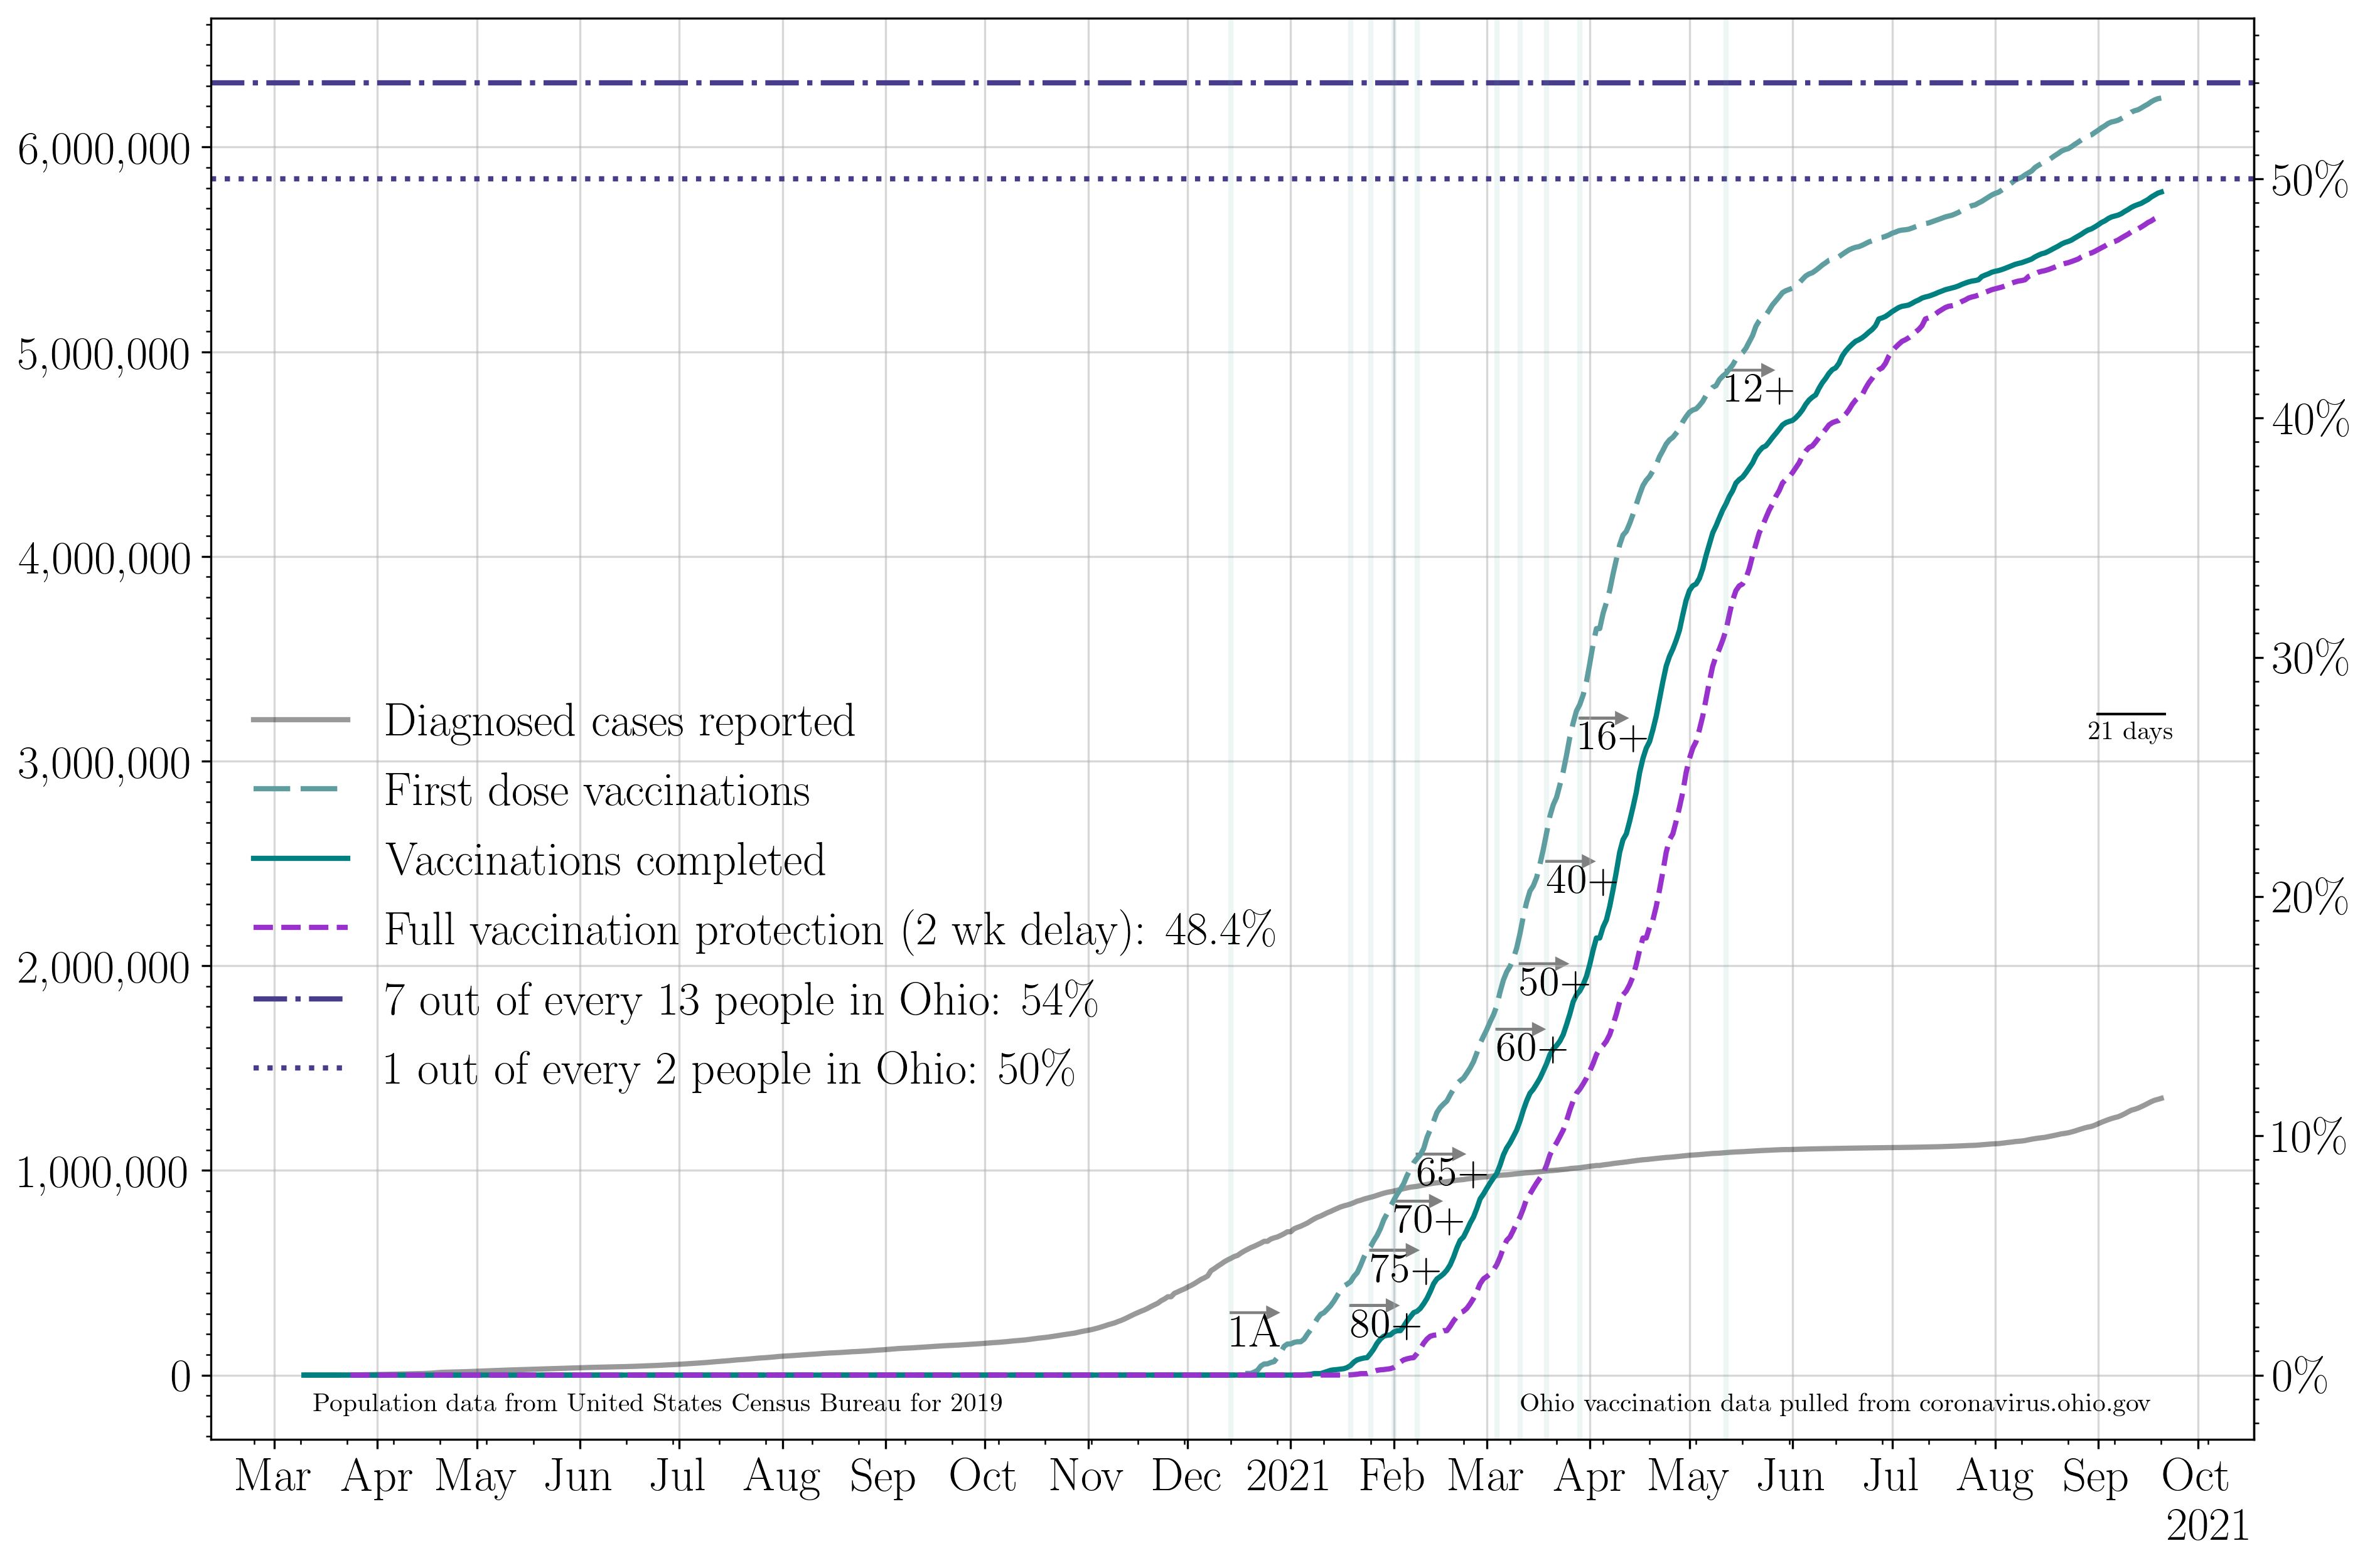 6,000,000
5,000,000
4,000,000
3,000,000
2,000,000
1,000,000
0
50%
40%
30%
20%
10%
0%
Diagnosed cases reported
First dose vaccinations
Vaccinations completed
Full vaccination protection (2 wk delay): 48.4%
7 out of every 13 people in Ohio: 54%
1 out of every 2 people in Ohio: 50%
12+
16+
21 days
40+
50+
60+
65+
70+
75+
80+
1A
Population data from United States Census Bureau for 2019
Ohio vaccination data pulled from coronavirus.ohio.gov
Mar Apr May Jun Jul Aug Sep Oct Nov Dec 2021 Feb Mar Apr May Jun Jul Aug Sep Oct
2021